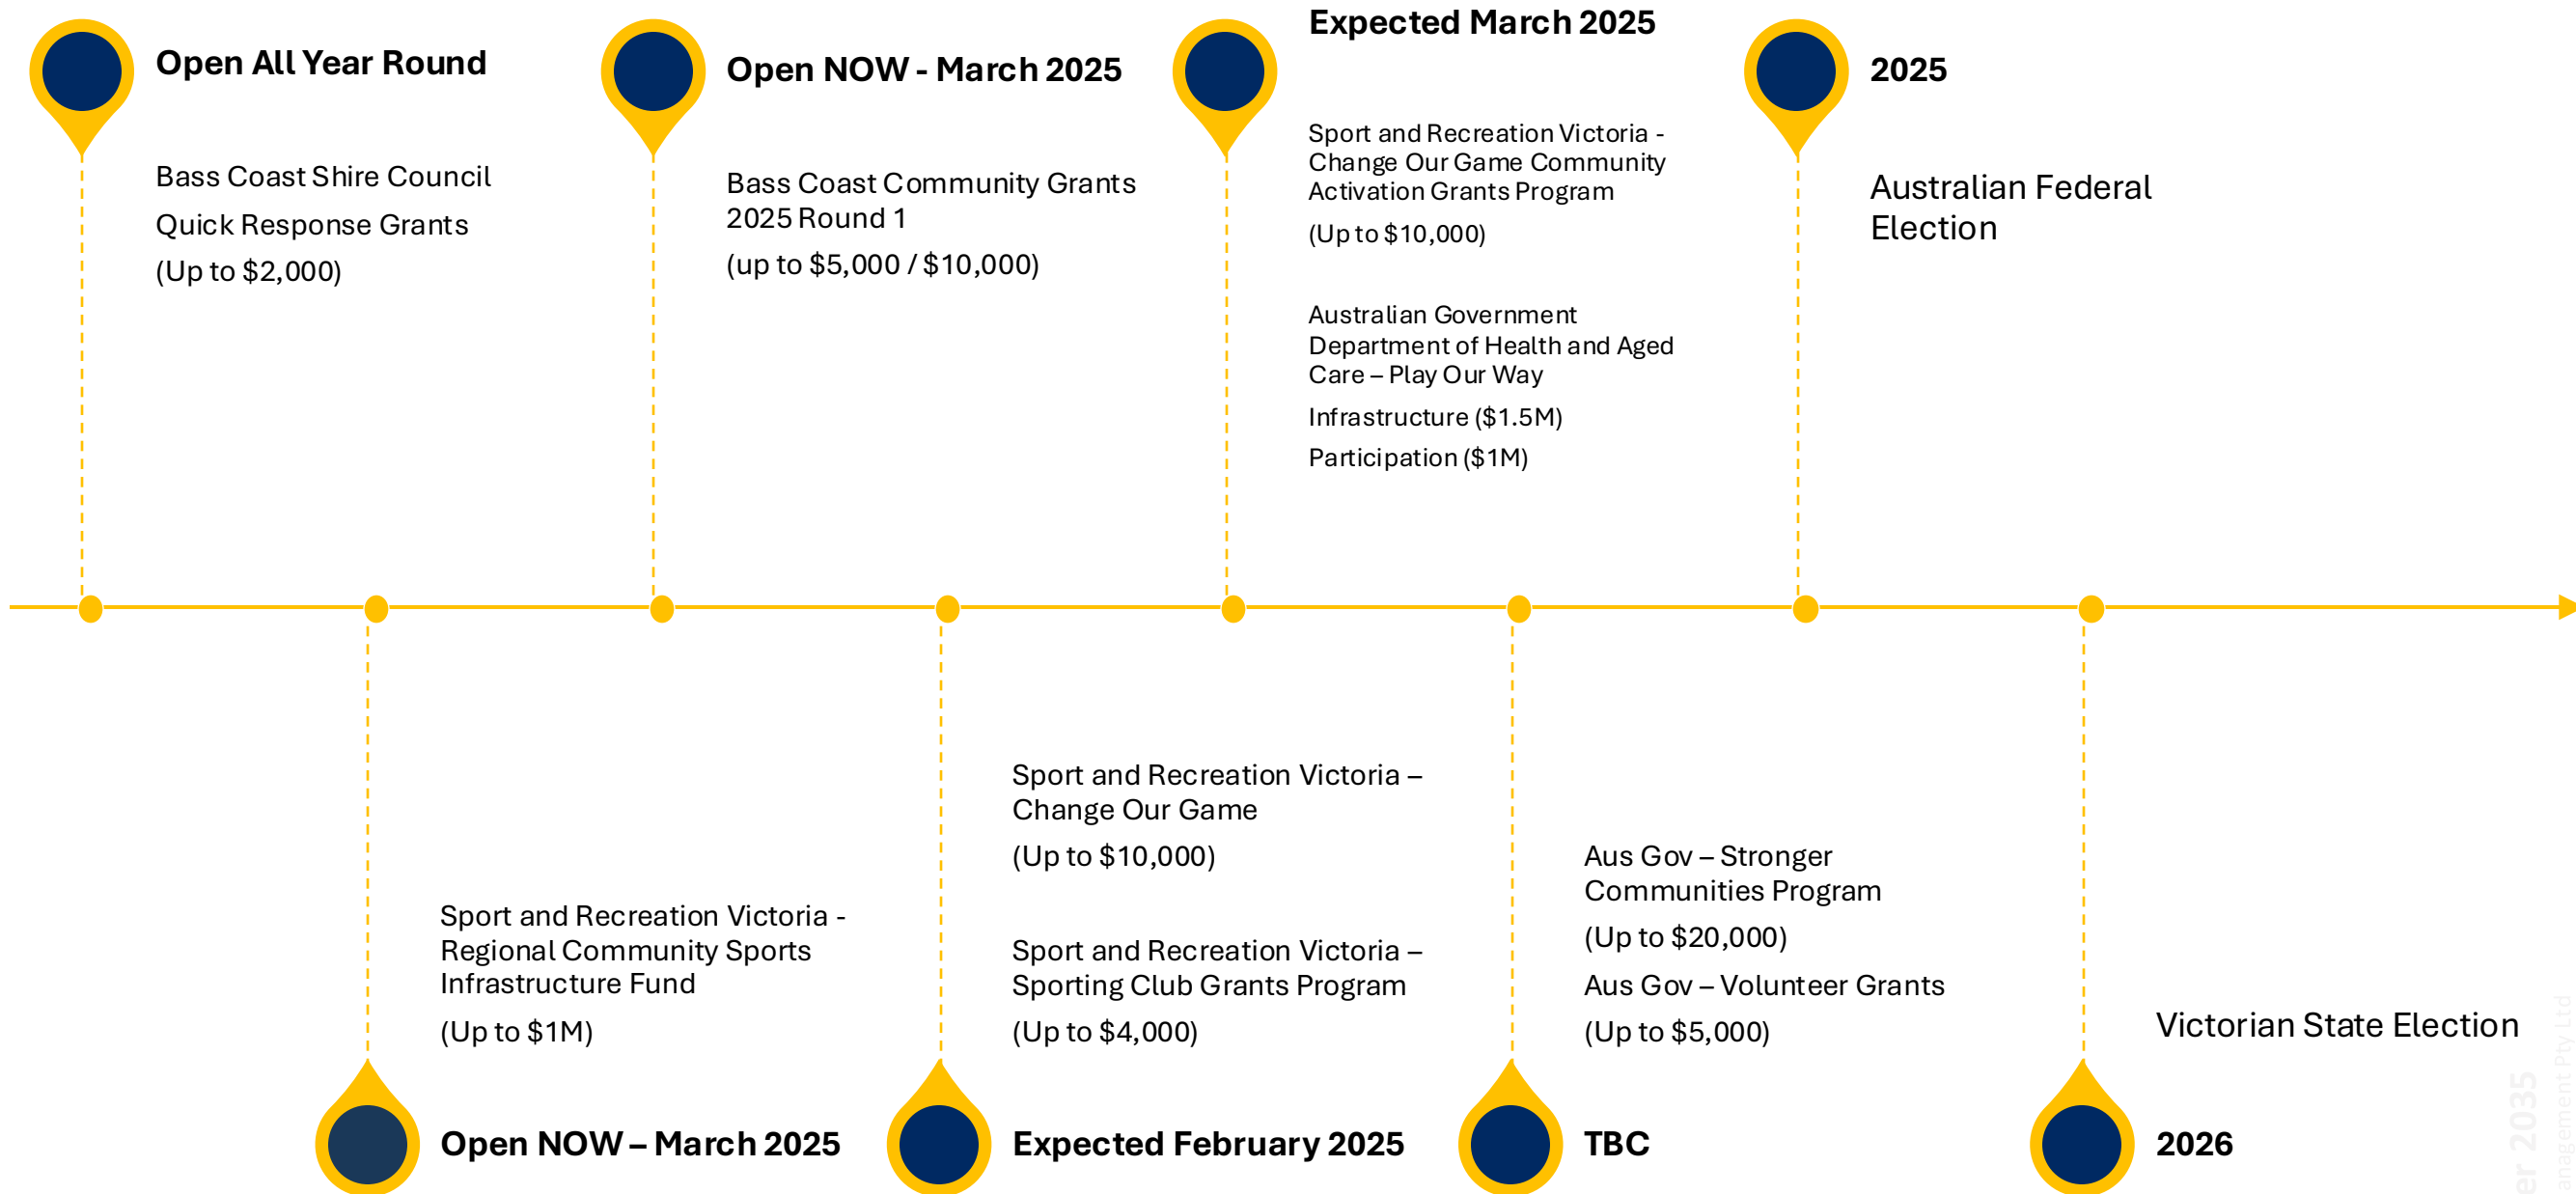 Open All Year Round
Bass Coast Shire Council
Quick Response Grants
(Up to $2,000)
Open NOW - March 2025
Bass Coast Community Grants
2025 Round 1
(up to $5,000 / $10,000)
Expected March 2025
Sport and Recreation Victoria -
Change Our Game Community
Activation Grants Program
(Up to $10,000)
Australian Government
Department of Health and Aged
Care – Play Our Way
Infrastructure ($1.5M)
Participation ($1M)
2025
Australian Federal
Election
Sport and Recreation Victoria -
Regional Community Sports
Infrastructure Fund
(Up to $1M)
Open NOW – March 2025
Sport and Recreation Victoria –
Change Our Game
(Up to $10,000)
Sport and Recreation Victoria –
Sporting Club Grants Program
(Up to $4,000)
Expected February 2025
Aus Gov – Stronger
Communities Program
(Up to $20,000)
Aus Gov – Volunteer Grants
(Up to $5,000)
TBC
Victorian State Election
2026
er 2035
anagement Pty Ltd